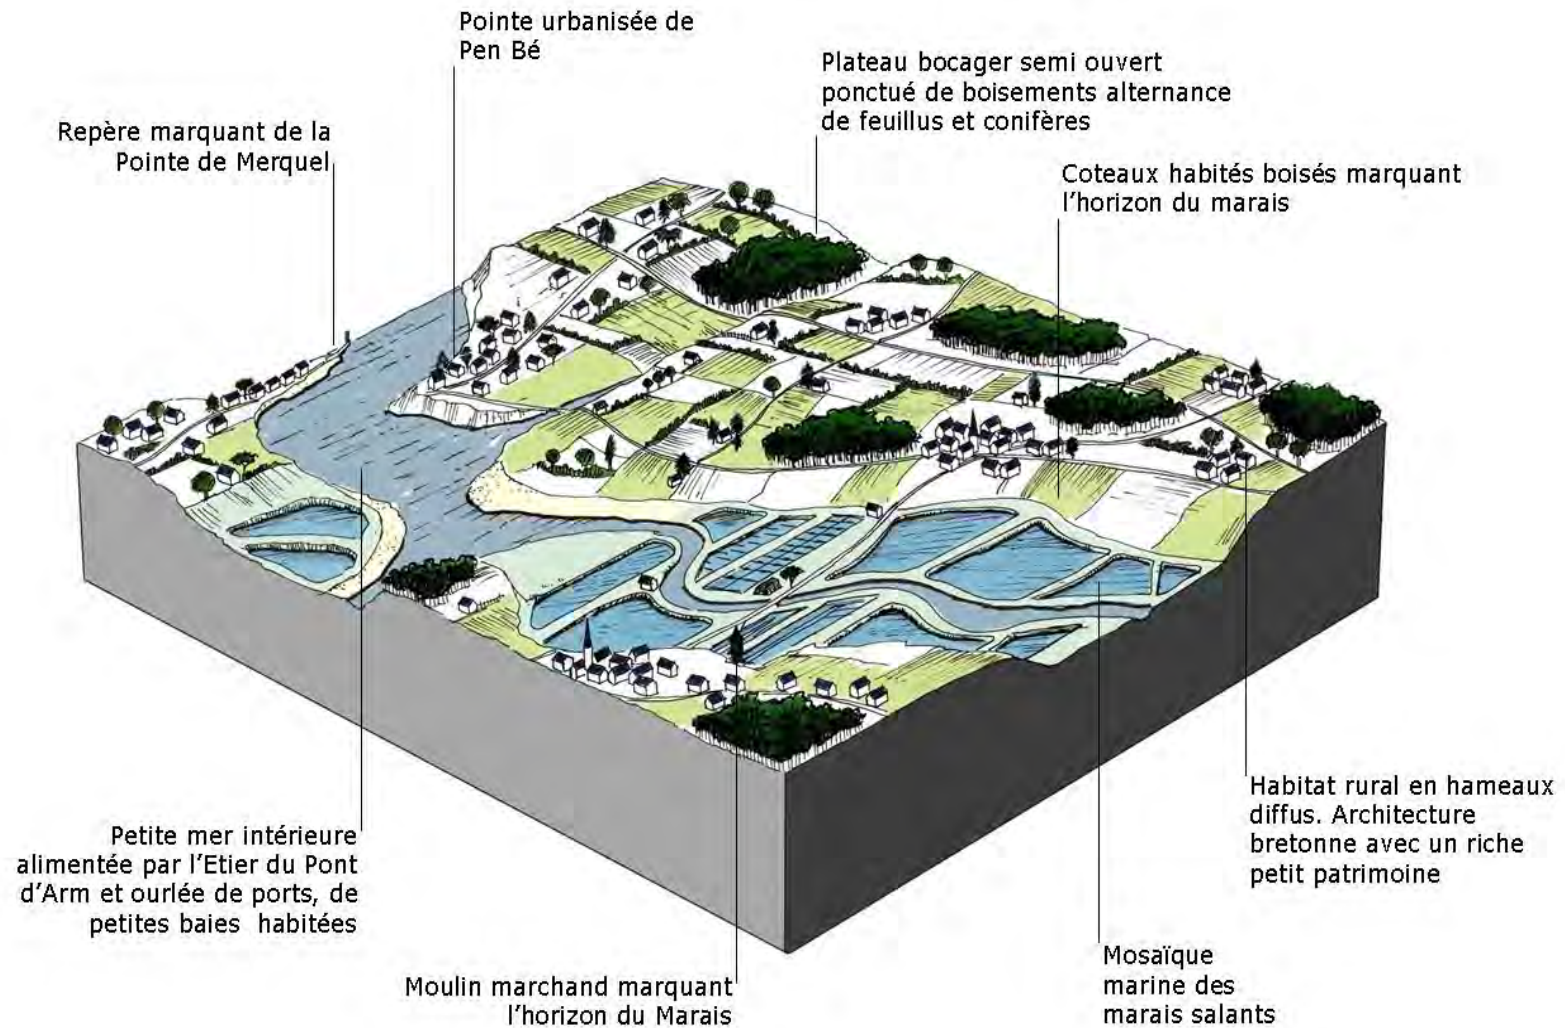 Pointe urbanisée de
Pen Bé
Plateau bocager semi ouvert
ponctué de boisements alternance
de feuillus et conifères
Repère marquant de la
Pointe de Merquel
Coteaux habités boisés marquant
l'horizon du marais
Habitat rural en hameaux
diffus. Architecture
bretonne avec un riche
petit patrimoine
Petite mer intérieure
alimentée par l'Etier du Pont
d'Arm et ourlée de ports, de
petites baies habitées
Mosaïque
marine des
marais salants
Moulin marchand marquant
l'horizon du Marais